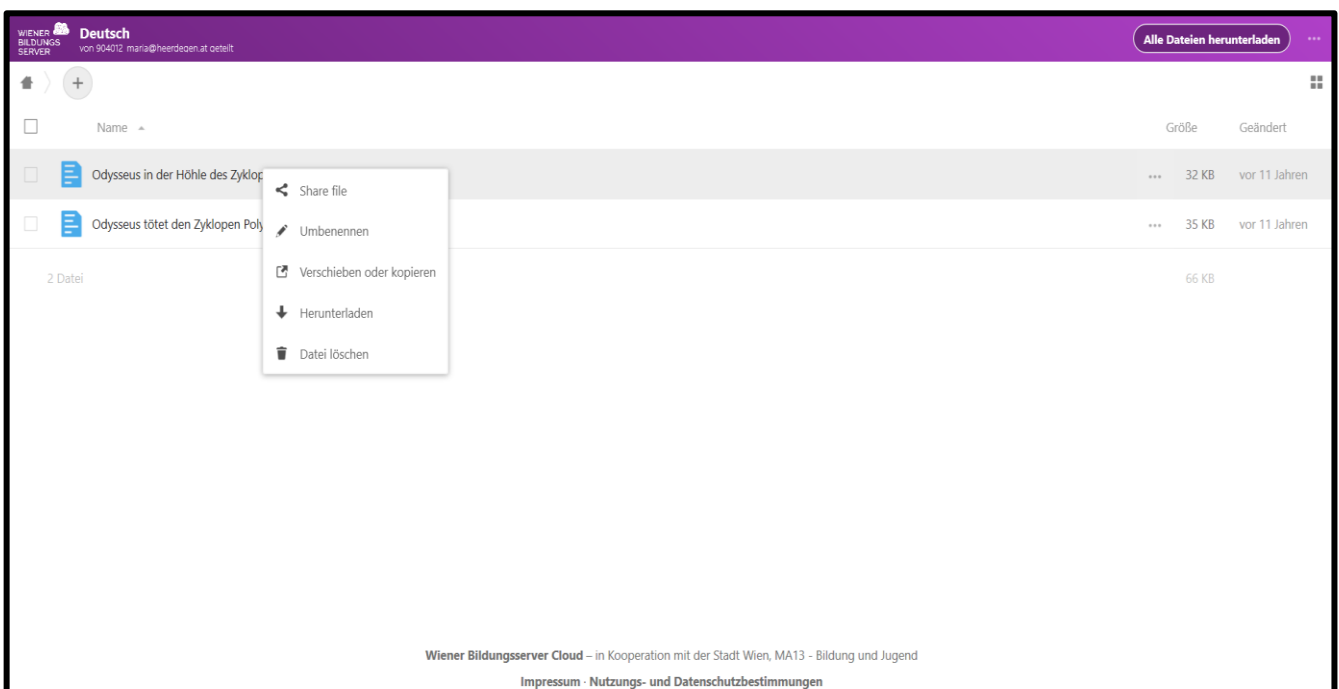 WIENER
BILDUNGS
SERVER
Deutsch
von 904012 maria@heerdegen.at geteilt
Alle Dateien herunterladen
Name
Größe Geändert
Odysseus in der Höhle des Zyklop
32 KB vor 11 Jahren
Share file
Odysseus tötet den Zyklopen Poly
35 KB vor 11 Jahren
Umbenennen
Verschieben oder kopieren
2 Datei
66 KB
Herunterladen
Datei löschen
Wiener Bildungsserver Cloud – in Kooperation mit der Stadt Wien, MA13 - Bildung und Jugend
Impressum · Nutzungs- und Datenschutzbestimmungen